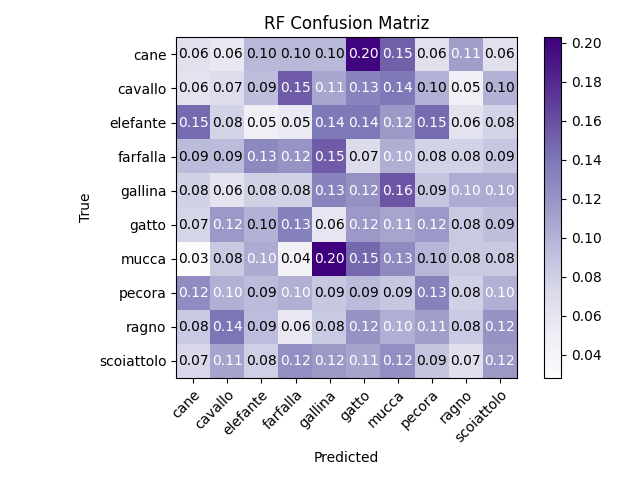 RF Confusion Matriz
cane 0.06 0.06 0.10 0.10 0.10 0.20 0.15 0.06 0.11 0.06
cavallo 0.06 0.07 0.09 0.15 0.11 0.13 0.14 0.10 0.05 0.10
elefante 0.15 0.08 0.05 0.05 0.14 0.14 0.12 0.15 0.06 0.08
farfalla 0.09 0.09 0.13 0.12 0.15 0.07 0.10 0.08 0.08 0.09
gallina 0.08 0.06 0.08 0.08 0.13 0.12 0.16 0.09 0.10 0.10
gatto 0.07 0.12 0.10 0.13 0.06 0.12 0.11 0.12 0.08 0.09
mucca 0.03 0.08 0.10 0.04 0.20 0.15 0.13 0.10 0.08 0.08
pecora 0.12 0.10 0.09 0.10 0.09 0.09 0.09 0.13 0.08 0.10
ragno 0.08 0.14 0.09 0.06 0.08 0.12 0.10 0.11 0.08 0.12
scoiattolo 0.07 0.11 0.08 0.12 0.12 0.11 0.12 0.09 0.07 0.12
True
cane cavallo elefante farfalla gallina gatto mucca pecora ragno scoiattolo
Predicted
0.20
0.18
0.16
0.14
0.12
0.10
0.08
0.06
0.04